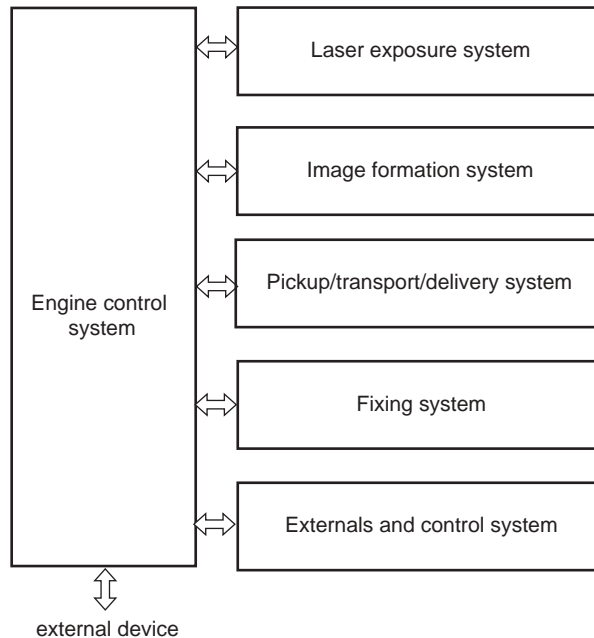 Laser exposure system
Image formation system
Pickup/transport/delivery system
Engine control
system
Fixing system
Externals and control system
external device